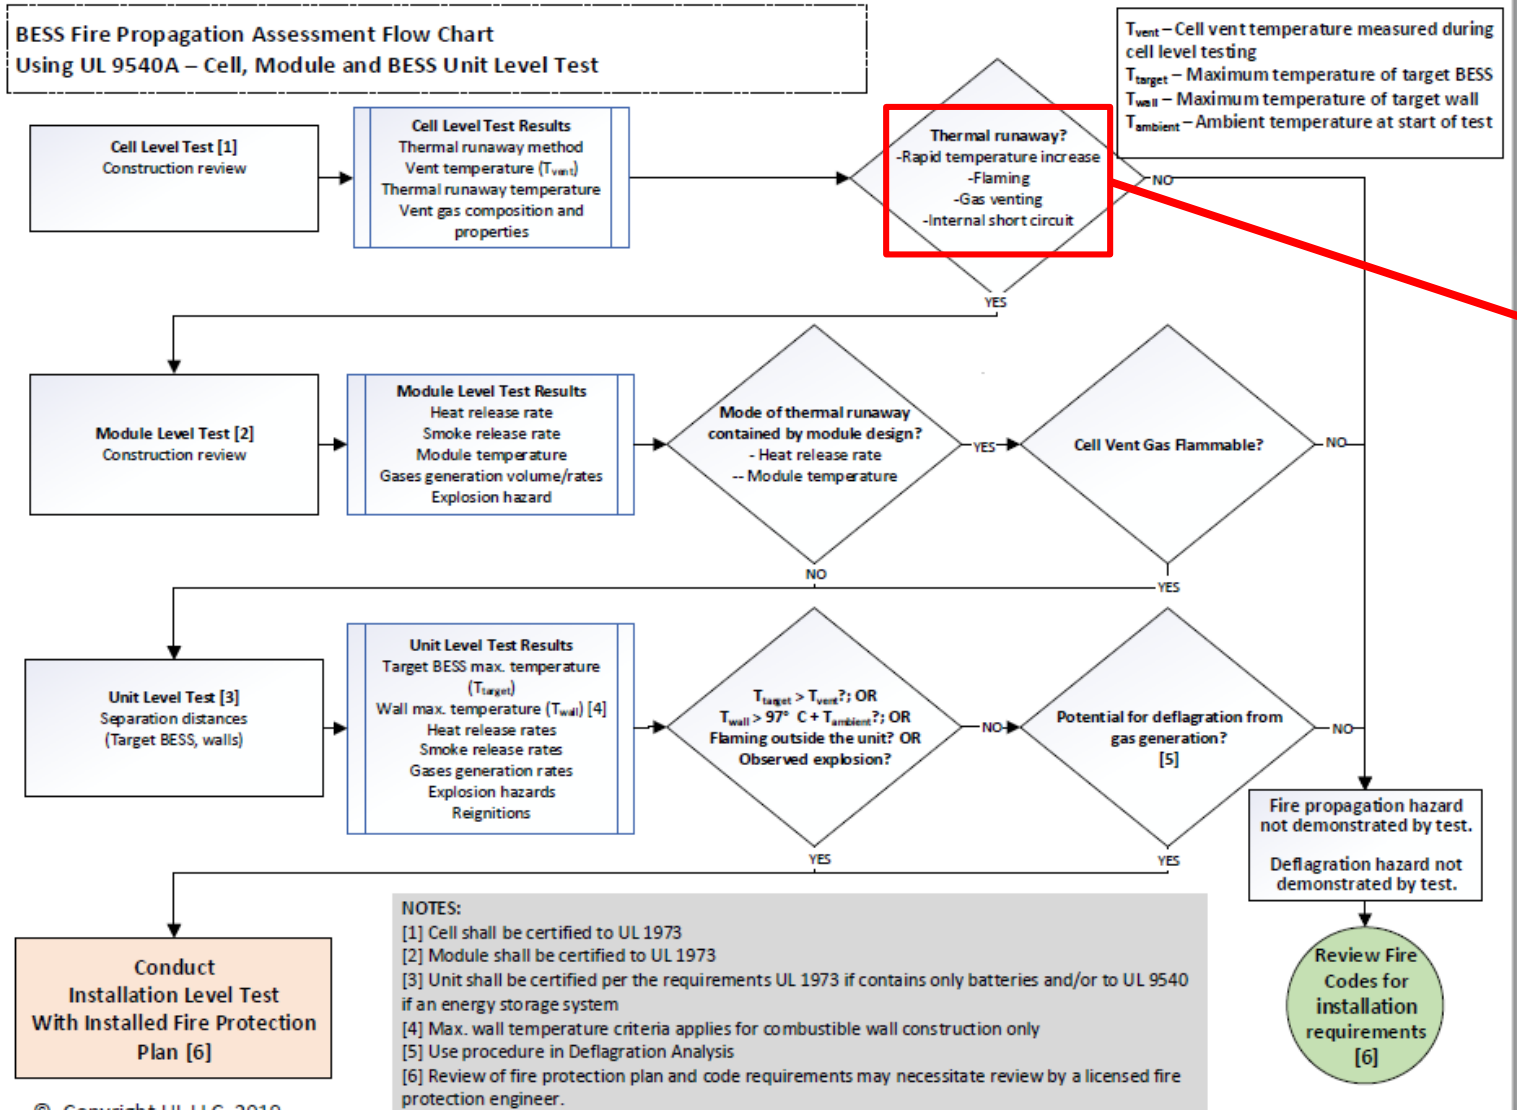 BESS Fire Propagation Assessment Flow Chart
Using UL 9540A – Cell, Module and BESS Unit Level Test
Tvent – Cell vent temperature measured during
cell level testing
Ttarget – Maximum temperature of target BESS
Twall – Maximum temperature of target wall
Tambient – Ambient temperature at start of test
Cell Level Test [1]
Construction review
Cell Level Test Results
Thermal runaway method
Vent temperature (Tvent)
Thermal runaway temperature
Vent gas composition and
properties
Thermal runaway?
-Rapid temperature increase
-Flaming
-Gas venting
-Internal short circuit
NO
YES
Module Level Test [2]
Construction review
Module Level Test Results
Heat release rate
Smoke release rate
Module temperature
Gases generation volume/rates
Explosion hazard
Mode of thermal runaway
contained by module design?
- Heat release rate
-- Module temperature
YES
Cell Vent Gas Flammable?
NO
NO
YES
Unit Level Test [3]
Separation distances
(Target BESS, walls)
Unit Level Test Results
Target BESS max. temperature
(Ttarget)
Wall max. temperature (Twall) [4]
Heat release rates
Smoke release rates
Gases generation rates
Explosion hazards
Reignitions
Ttarget > Tvent?; OR
Twall > 97° C + Tambient?; OR
Flaming outside the unit? OR
Observed explosion?
NO
Potential for deflagration from
gas generation?
[5]
NO
YES
YES
Fire propagation hazard
not demonstrated by test.
Deflagration hazard not
demonstrated by test.
Conduct
Installation Level Test
With Installed Fire Protection
Plan [6]
NOTES:
[1] Cell shall be certified to UL 1973
[2] Module shall be certified to UL 1973
[3] Unit shall be certified per the requirements UL 1973 if contains only batteries and/or to UL 9540
if an energy storage system
[4] Max. wall temperature criteria applies for combustible wall construction only
[5] Use procedure in Deflagration Analysis
[6] Review of fire protection plan and code requirements may necessitate review by a licensed fire
protection engineer.
Review Fire
Codes for
installation
requirements
[6]
© Copyright UL LLC 2019